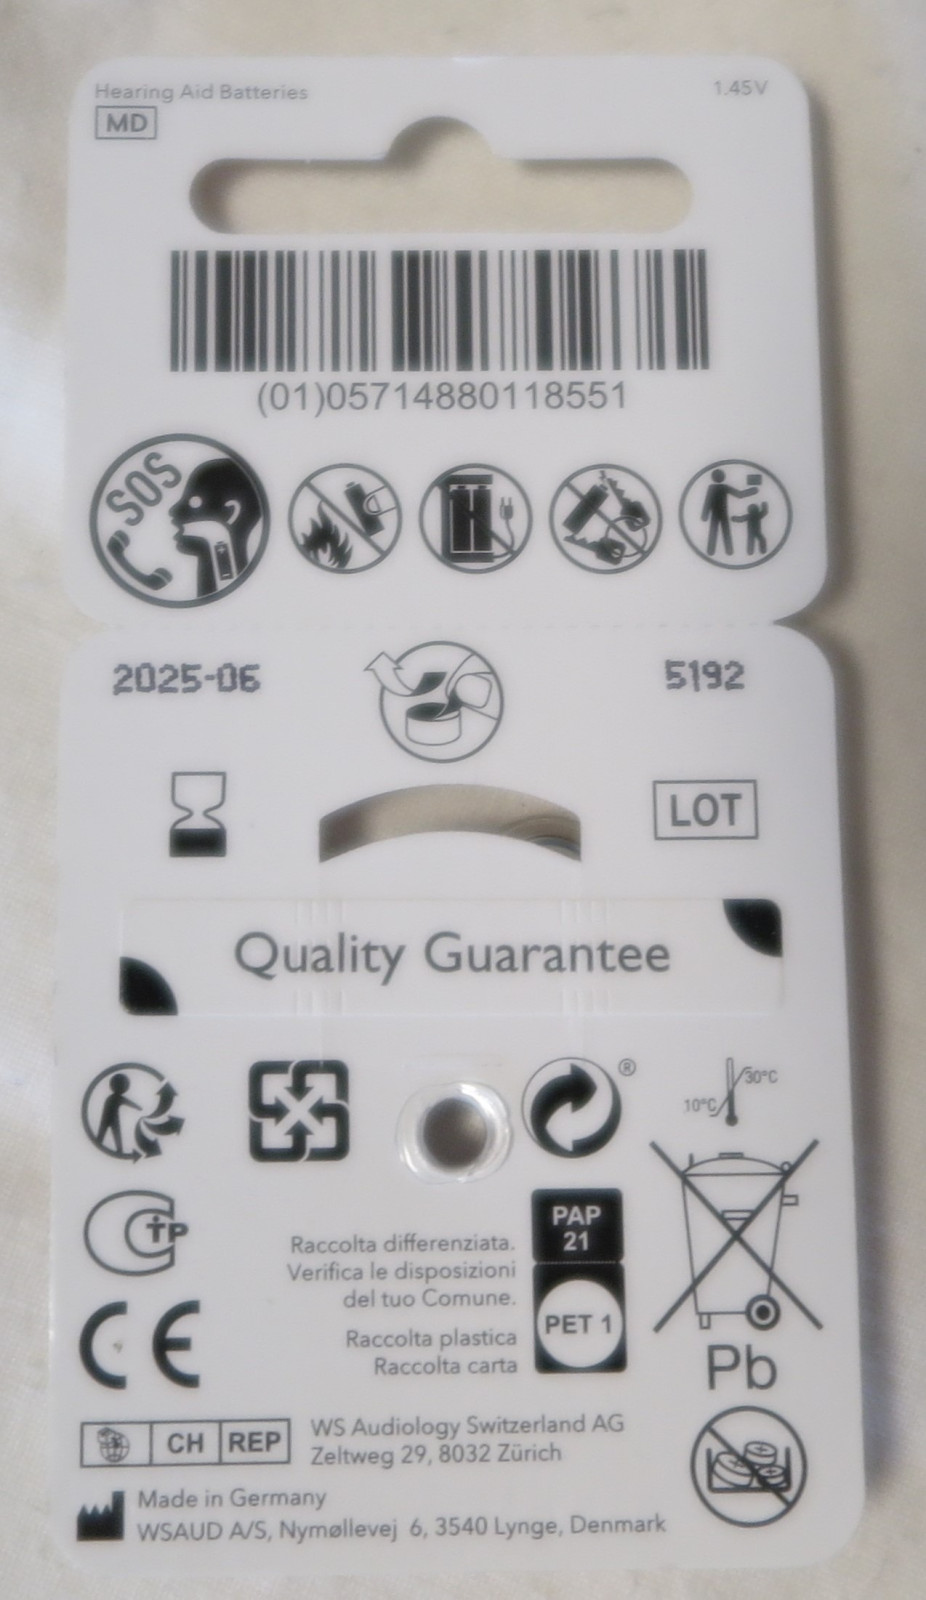 Hearing Aid Batteries
1.45V
MD
(01)05714880118551
SOS
2025-06
5192
LOT
Quality Guarantee
®
30°C
10°C
PAP
21
Raccolta differenziata.
Verifica le disposizioni
del tuo Comune.
PET 1
Raccolta plastica
Raccolta carta
Pb
CE
CH REP
WS Audiology Switzerland AG
Zeltweg 29, 8032 Zürich
Made in Germany
WSAUD A/S, Nymøllevej 6, 3540 Lynge, Denmark